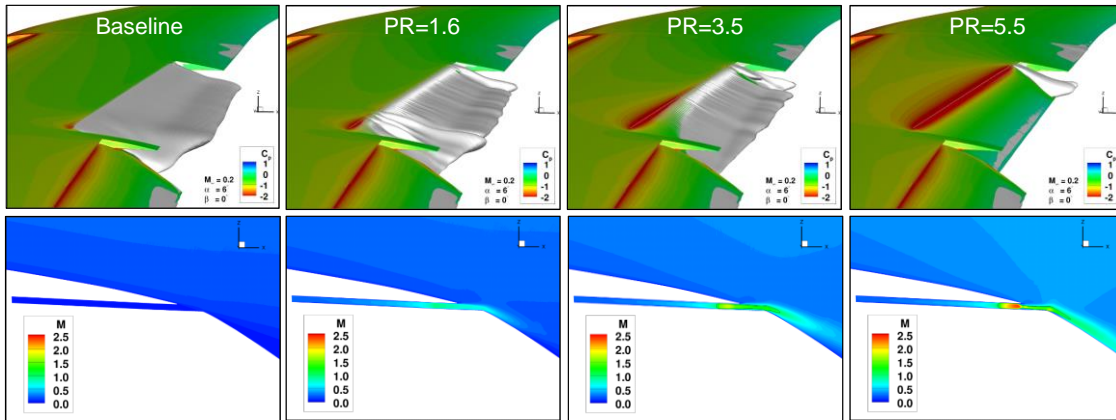 Baseline
PR=1.6
PR=3.5
PR=5.5
z
x
M∞ = 0.2
α = 6
β = 0
Cp
1
0
-1
-2
z
x
M∞ = 0.2
α = 6
β = 0
Cp
1
0
-1
-2
z
x
M∞ = 0.2
α = 6
β = 0
Cp
1
0
-1
-2
z
x
M∞ = 0.2
α = 6
β = 0
Cp
1
0
-1
-2
z
x
M
2.5
2.0
1.5
1.0
0.5
0.0
z
x
M
2.5
2.0
1.5
1.0
0.5
0.0
z
x
M
2.5
2.0
1.5
1.0
0.5
0.0
z
x
M
2.5
2.0
1.5
1.0
0.5
0.0